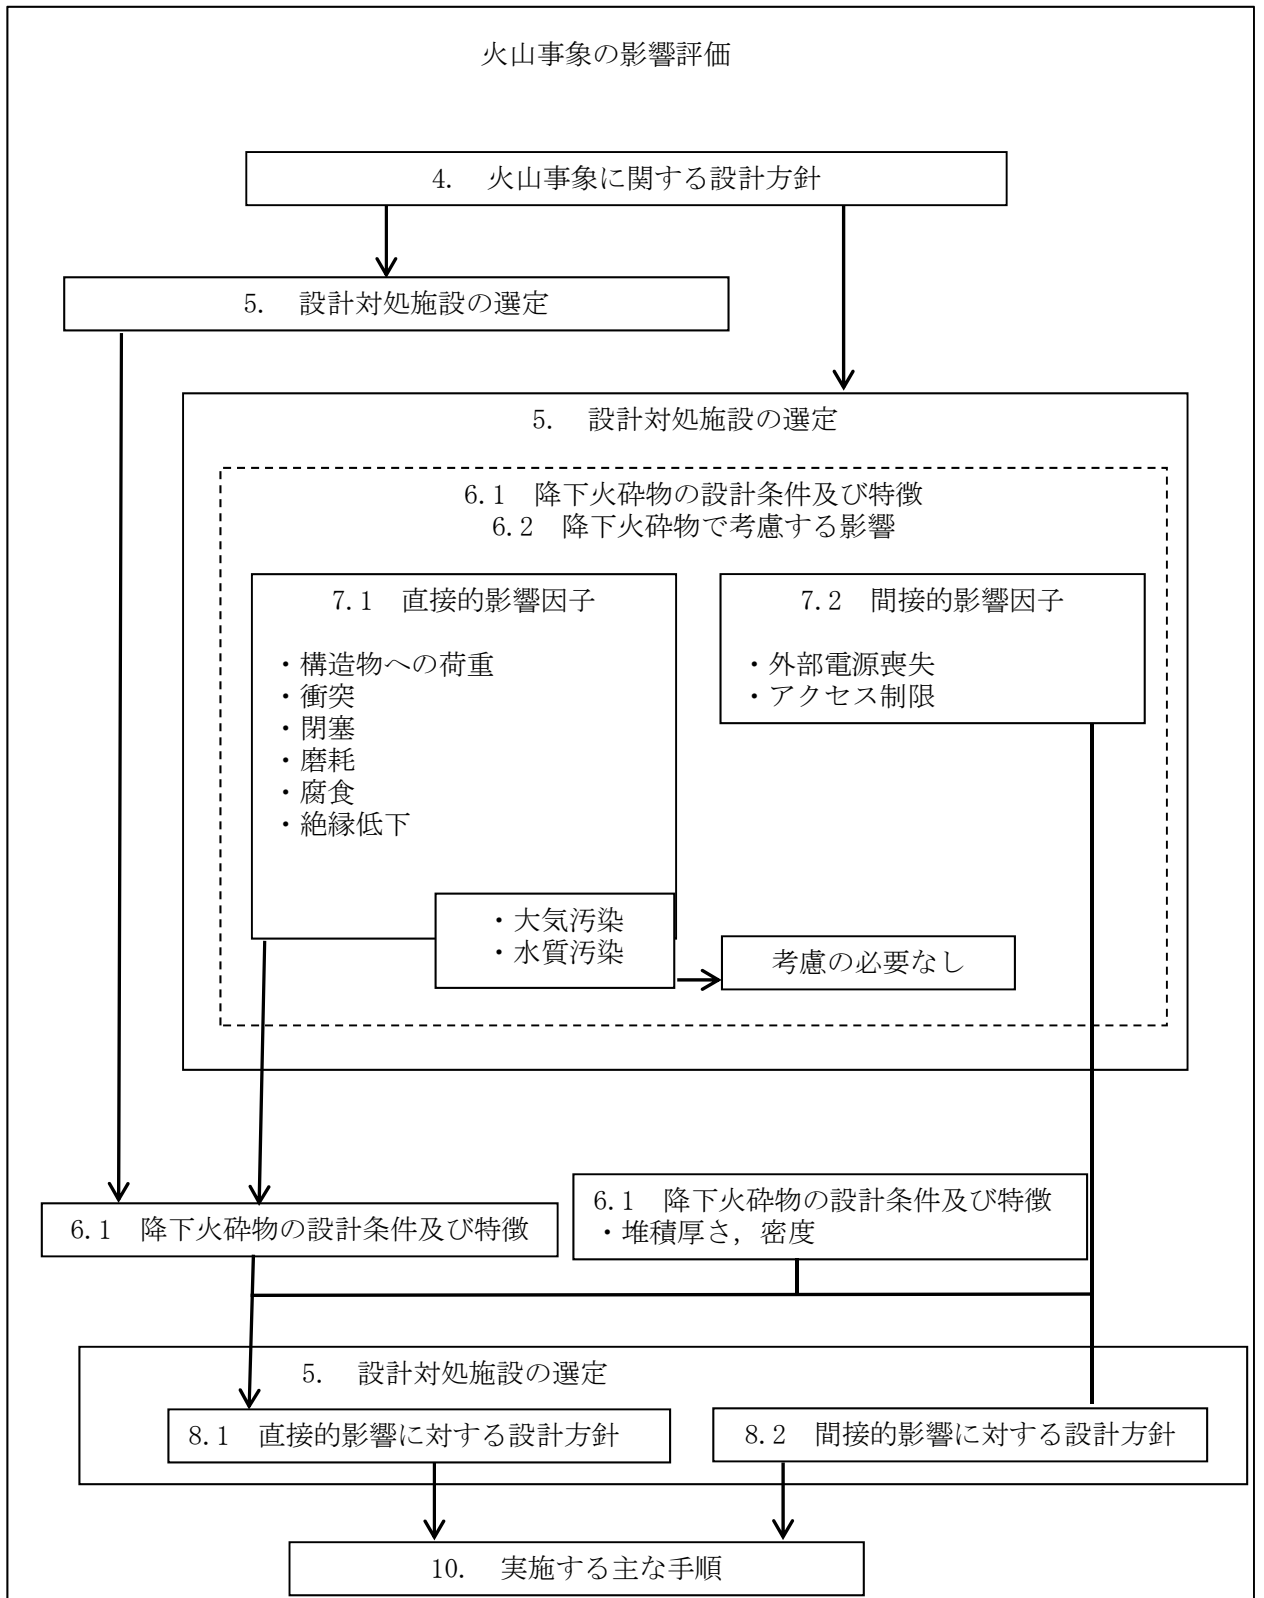 火山事象の影響評価
4.　火山事象に関する設計方針
5.　設計対処施設の選定
5.　設計対処施設の選定
6.1　降下火砕物の設計条件及び特徴
6.2　降下火砕物で考慮する影響
7.1　直接的影響因子
・構造物への荷重
・衝突
・閉塞
・磨耗
・腐食
・絶縁低下
・大気汚染
・水質汚染
7.2　間接的影響因子
・外部電源喪失
・アクセス制限
考慮の必要なし
6.1　降下火砕物の設計条件及び特徴
6.1　降下火砕物の設計条件及び特徴
・堆積厚さ，密度
5.　設計対処施設の選定
8.1　直接的影響に対する設計方針
8.2　間接的影響に対する設計方針
10.　実施する主な手順